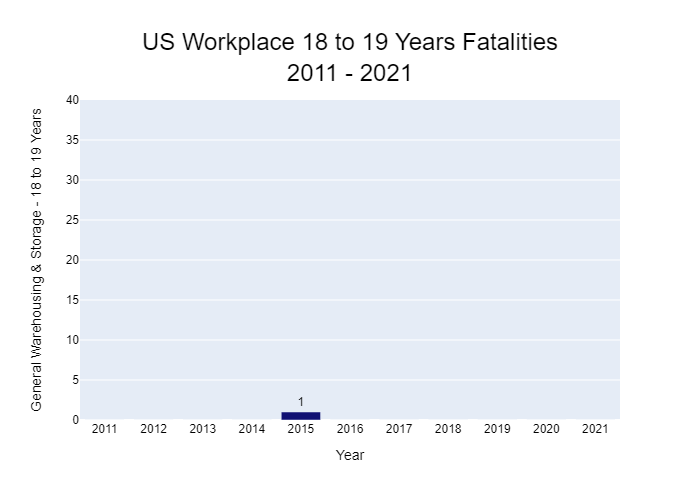 US Workplace 18 to 19 Years Fatalities
2011 - 2021
General Warehousing & Storage - 18 to 19 Years
40
35
30
25
20
15
10
5
0
1
2011 2012 2013 2014 2015 2016 2017 2018 2019 2020 2021
Year